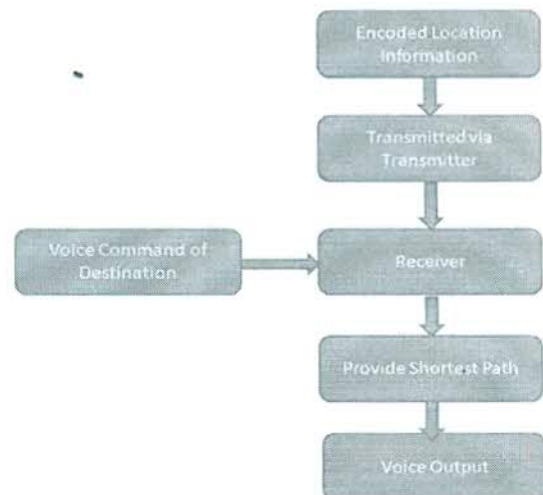 Encoded Location
Information
Transmitted via
Transmitter
Voice Command of
Destination
Receiver
Provide Shortest Path
Voice Output